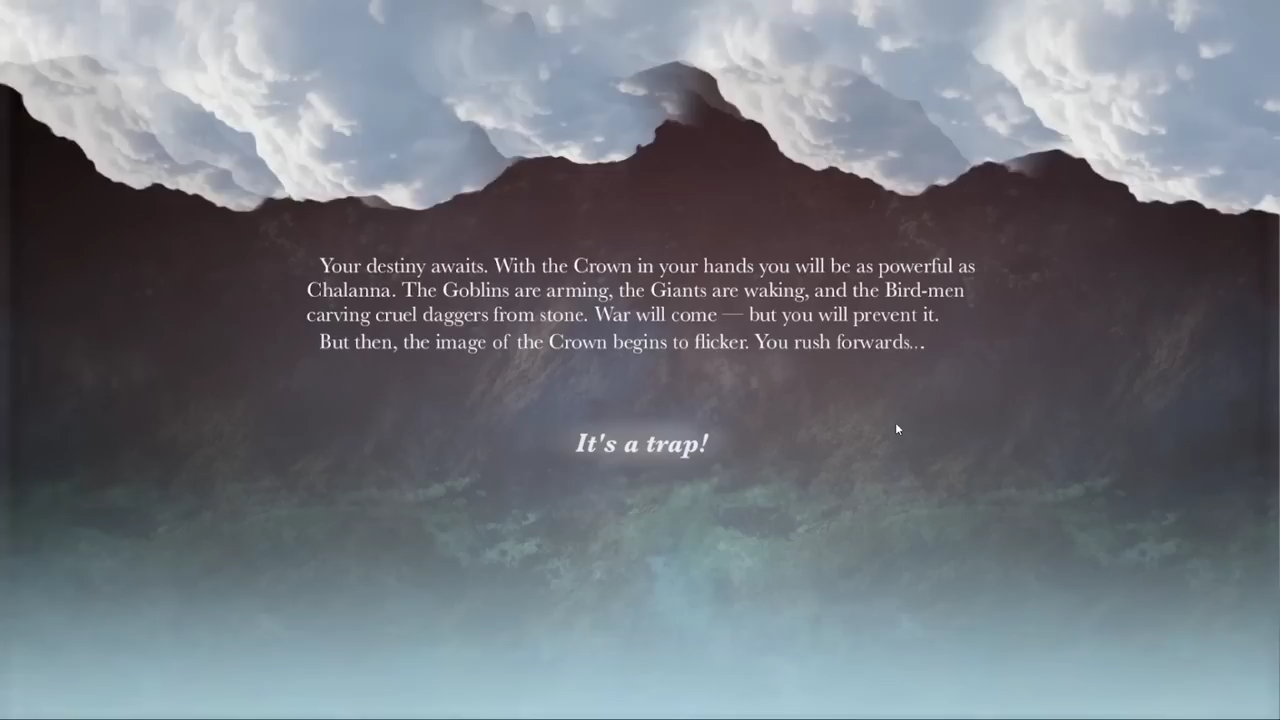 Your destiny awaits. With the Crown in your hands you will be as powerful as
Chalanna. The Goblins are arming, the Giants are waking, and the Bird-men
carving cruel daggers from stone. War will come — but you will prevent it.
But then, the image of the Crown begins to flicker. You rush forwards...
It's a trap!